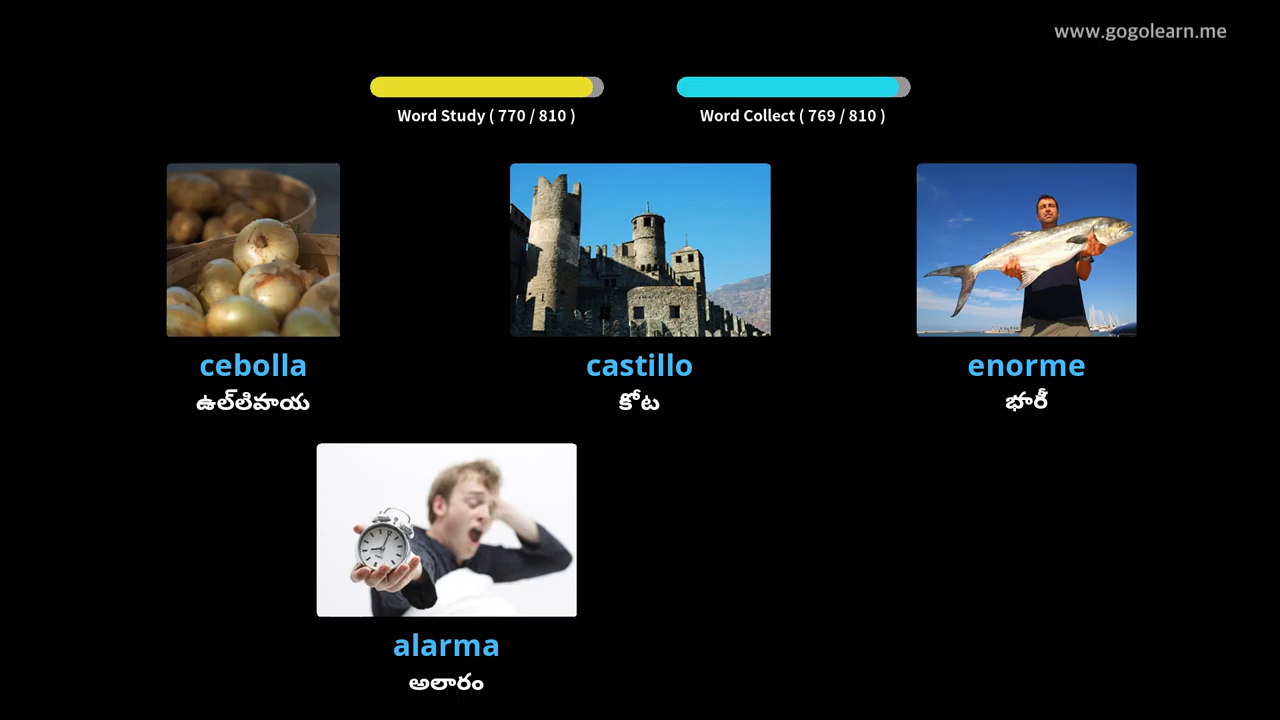 www.gogolearn.me
Word Study ( 770 / 810 )
Word Collect ( 769 / 810 )
cebolla
ఉల్‌లిపాయ
castillo
కోట
enorme
భారీ
alarma
అలారం